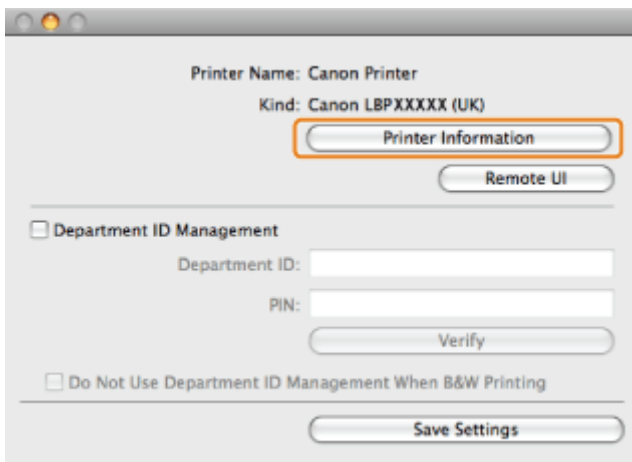 Printer Name: Canon Printer
Kind: Canon LBPXXXXX (UK)
Printer Information
Remote UI
Department ID Management
Department ID:
PIN:
Verify
Do Not Use Department ID Management When B&W Printing
Save Settings